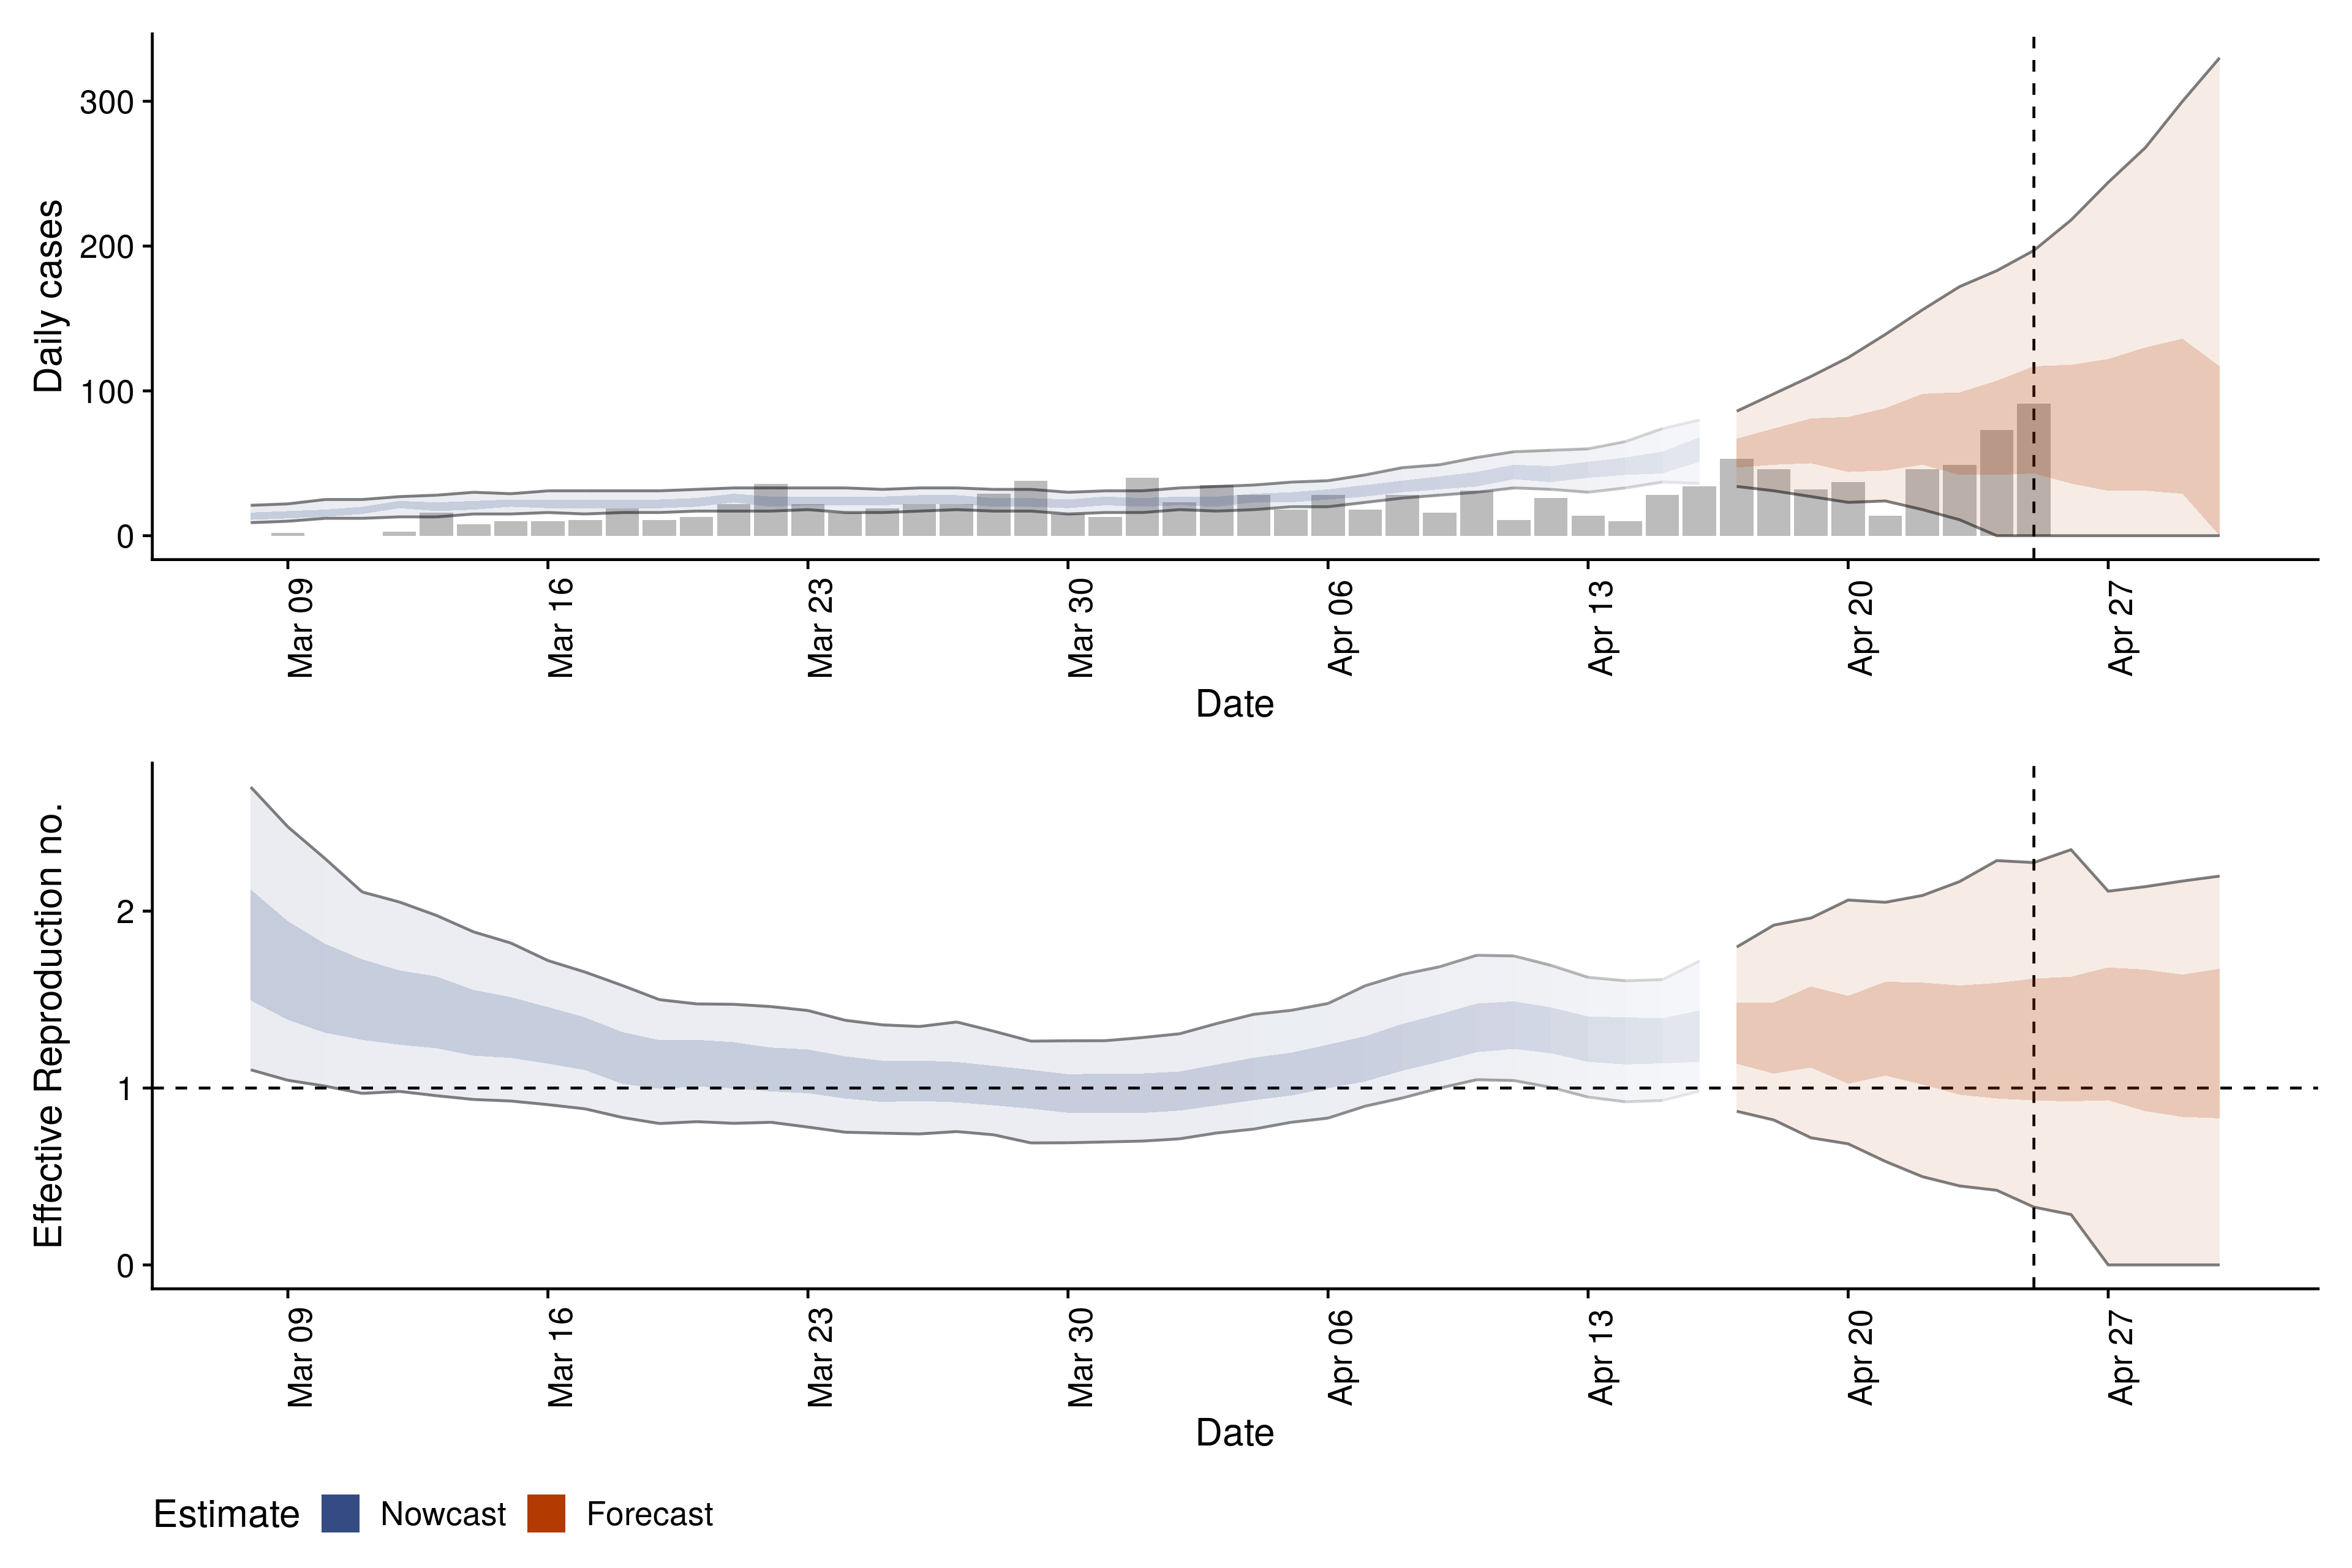 Daily cases
300
200
100
0
Mar 09
Mar 16
Mar 23
Mar 30
Apr 06
Apr 13
Apr 20
Apr 27
Date
Effective Reproduction no.
2
1
0
Mar 09
Mar 16
Mar 23
Mar 30
Apr 06
Apr 13
Apr 20
Apr 27
Date
Estimate Nowcast Forecast